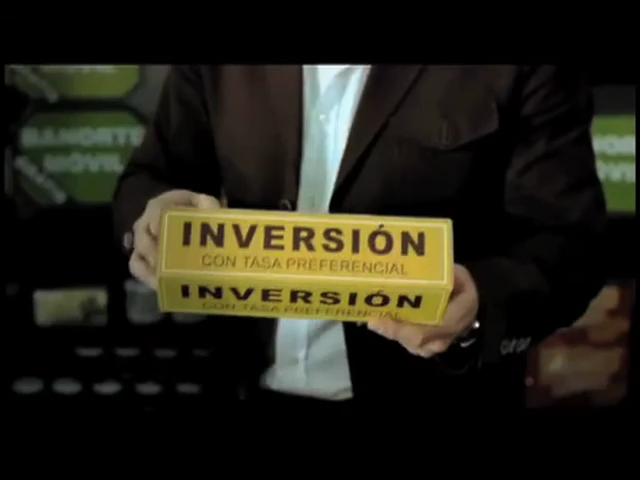 BANORTE
MÓVIL
INVERSIÓN
CON TASA PREFERENCIAL
INVERSIÓN
CON TASA PREFERENCIAL